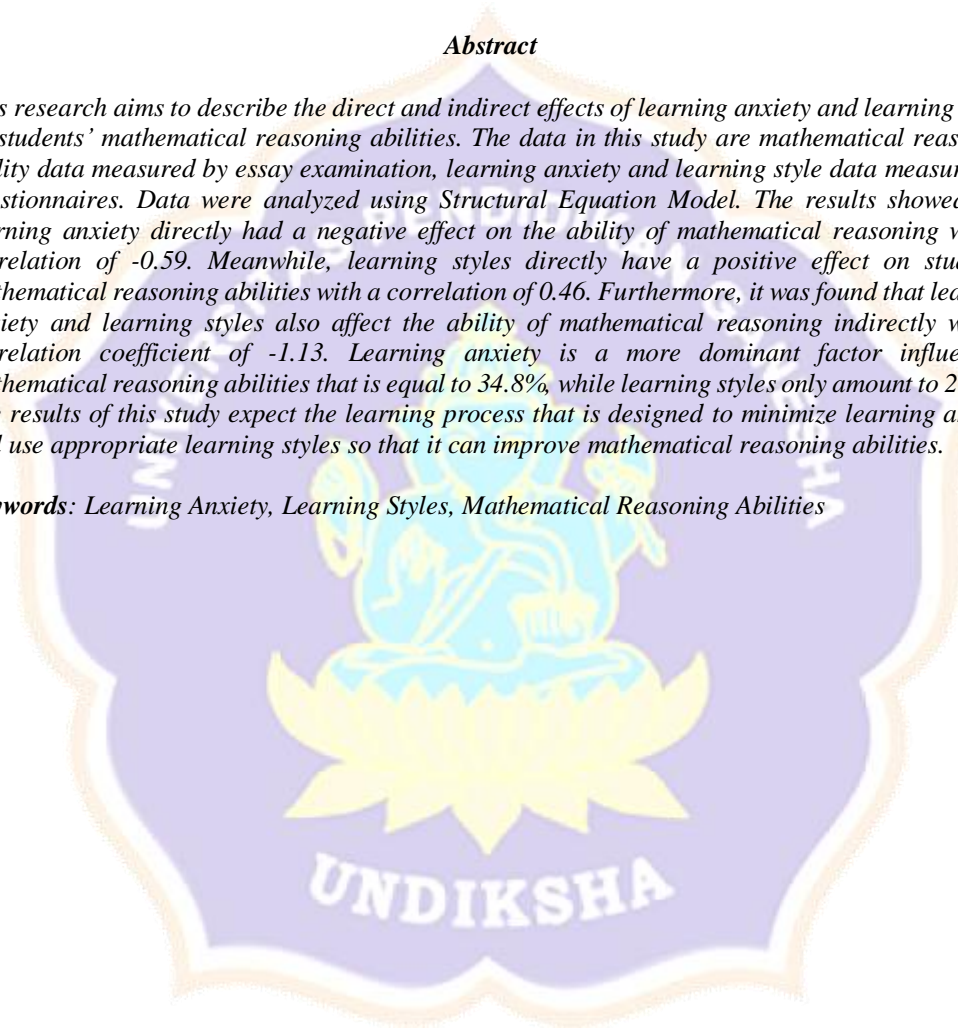 Abstract
s research aims to describe the direct and indirect effects of learning anxiety and learning
students’ mathematical reasoning abilities. The data in this study are mathematical reas
lity data measured by essay examination, learning anxiety and learning style data measur
estionnaires. Data were analyzed using Structural Equation Model. The results showed
rning anxiety directly had a negative effect on the ability of mathematical reasoning w
relation of -0.59. Meanwhile, learning styles directly have a positive effect on stud
thematical reasoning abilities with a correlation of 0.46. Furthermore, it was found that lea
iety and learning styles also affect the ability of mathematical reasoning indirectly w
relation coefficient of -1.13. Learning anxiety is a more dominant factor influe
thematical reasoning abilities that is equal to 34.8%, while learning styles only amount to 2
results of this study expect the learning process that is designed to minimize learning a
l use appropriate learning styles so that it can improve mathematical reasoning abilities.
ywords: Learning Anxiety, Learning Styles, Mathematical Reasoning Abilities
UNIVERSITAS PENDIDIKAN GANESHA
UNDIKSHA